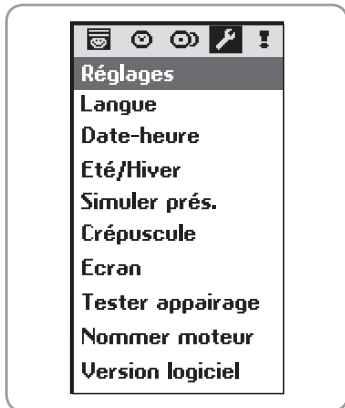 Réglages
Langue
Date-heure
Eté/Hiver
Simuler prés.
Crépuscule
Ecran
Tester appairage
Nommer moteur
Version logiciel